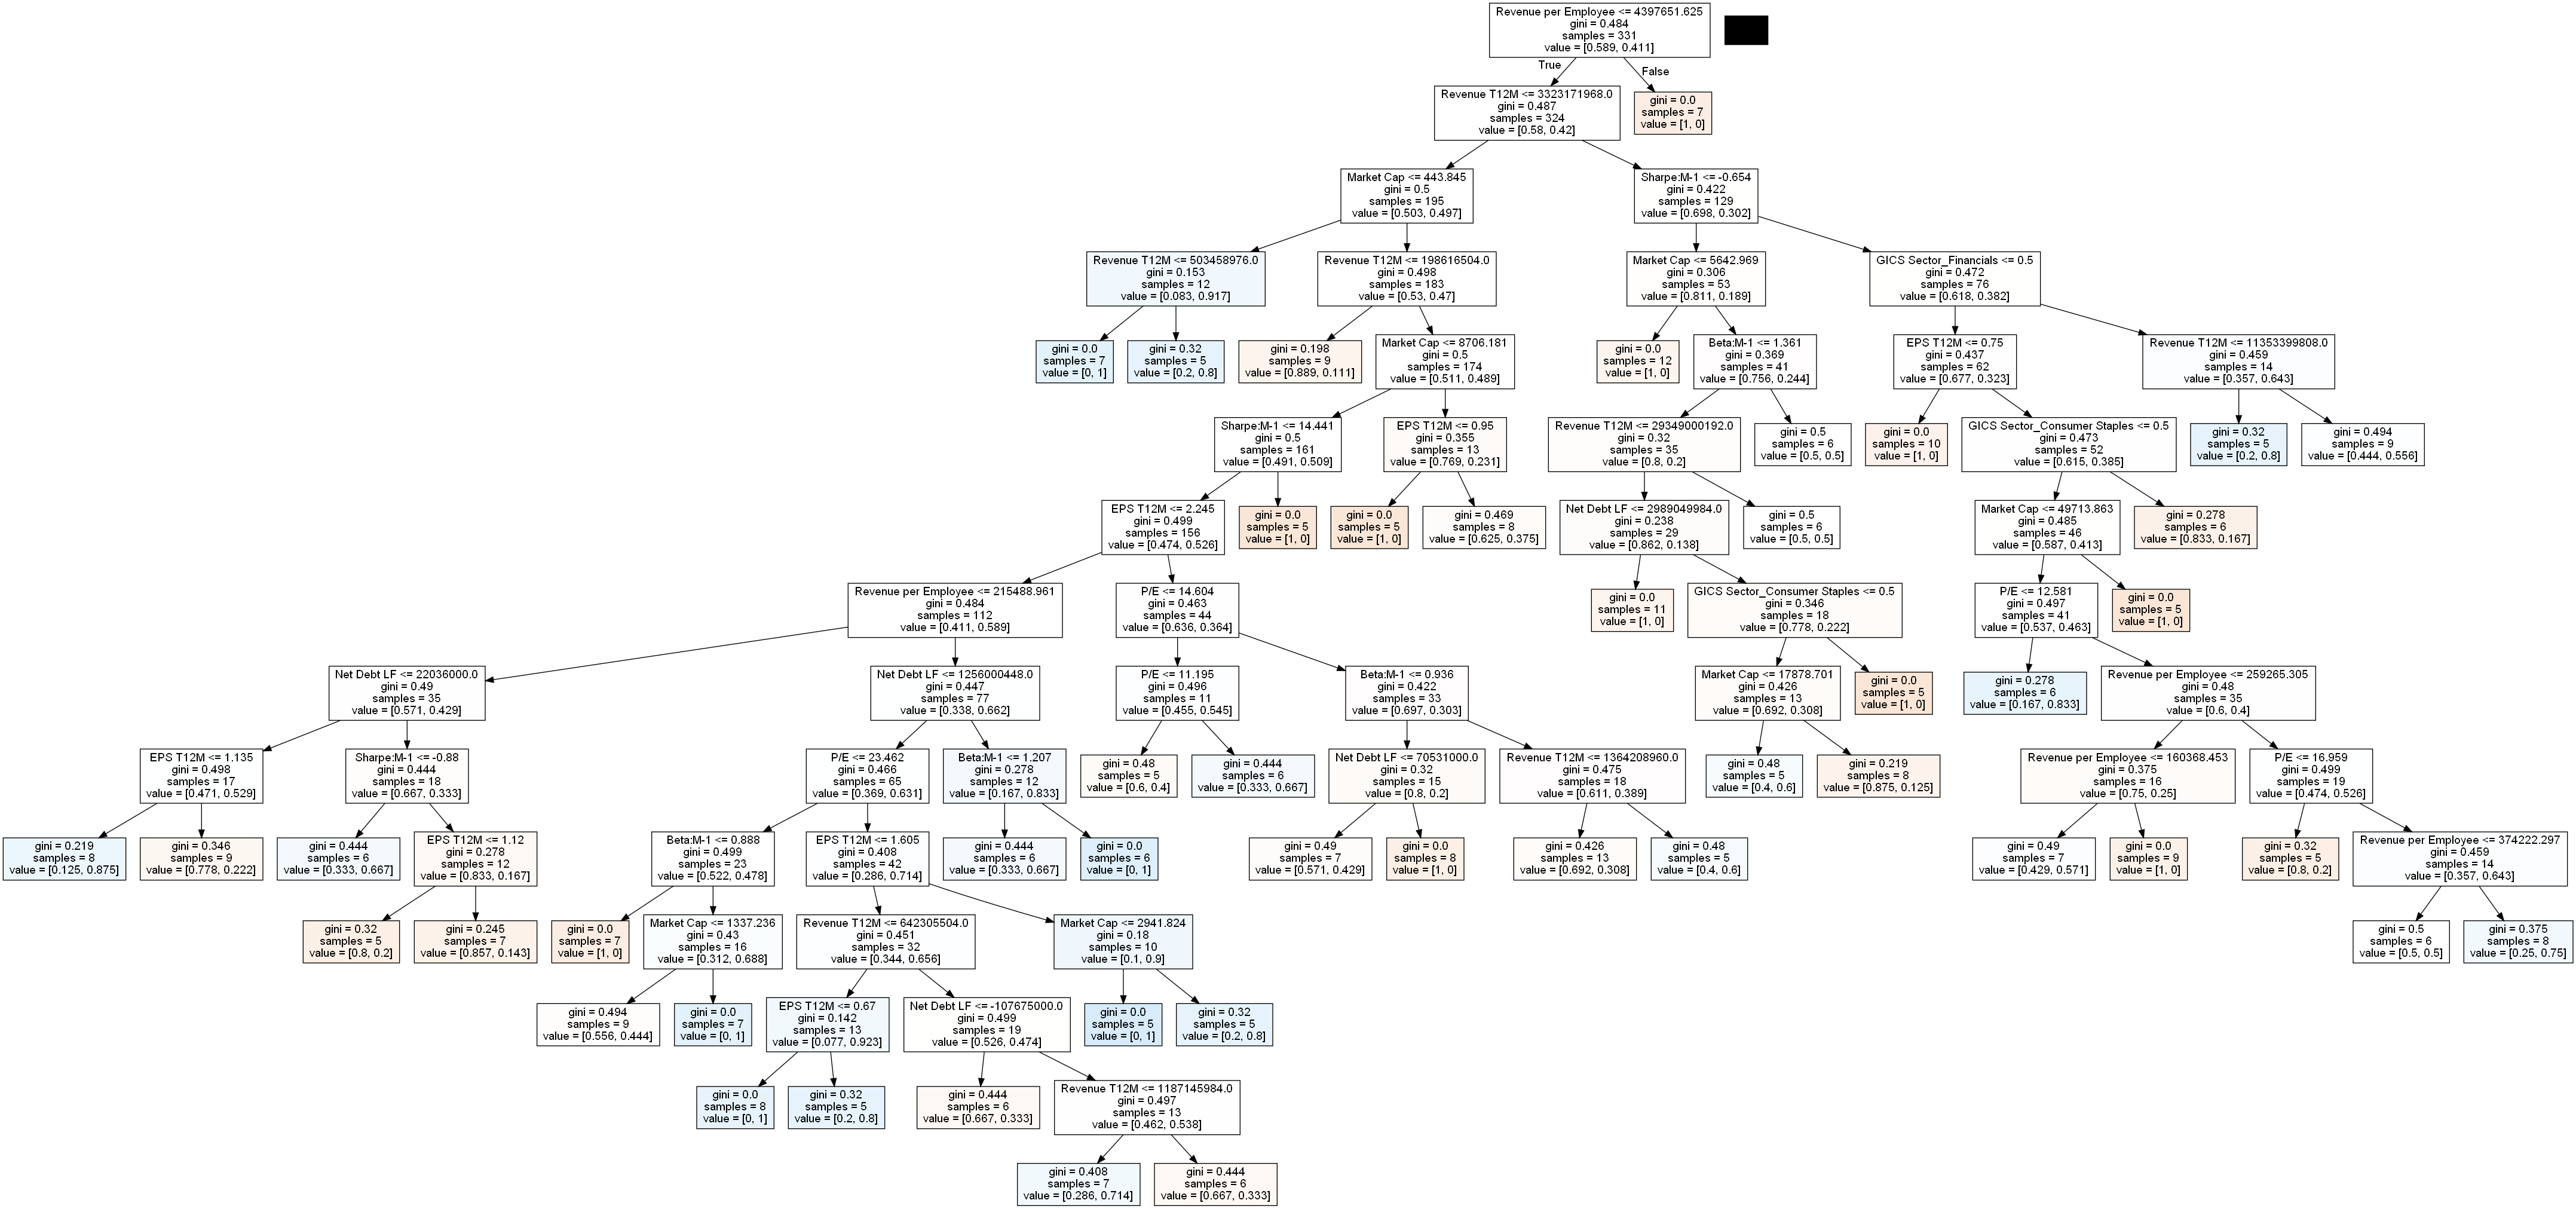 Revenue per Employee <= 4397651.625
gini = 0.484
samples = 331
value = [0.589, 0.411]
True
False
Revenue T12M <= 3323171968.0
gini = 0.487
samples = 324
value = [0.58, 0.42]
gini = 0.0
samples = 7
value = [1, 0]
Market Cap <= 443.845
gini = 0.5
samples = 195
value = [0.503, 0.497]
Sharpe:M-1 <= -0.654
gini = 0.422
samples = 129
value = [0.698, 0.302]
Revenue T12M <= 503458976.0
gini = 0.153
samples = 12
value = [0.083, 0.917]
Revenue T12M <= 198616504.0
gini = 0.498
samples = 183
value = [0.53, 0.47]
Market Cap <= 5642.969
gini = 0.306
samples = 53
value = [0.811, 0.189]
GICS Sector_Financials <= 0.5
gini = 0.472
samples = 76
value = [0.618, 0.382]
gini = 0.0
samples = 7
value = [0, 1]
gini = 0.32
samples = 5
value = [0.2, 0.8]
gini = 0.198
samples = 9
value = [0.889, 0.111]
Market Cap <= 8706.181
gini = 0.5
samples = 174
value = [0.511, 0.489]
gini = 0.0
samples = 12
value = [1, 0]
Beta:M-1 <= 1.361
gini = 0.369
samples = 41
value = [0.756, 0.244]
EPS T12M <= 0.75
gini = 0.437
samples = 62
value = [0.677, 0.323]
Revenue T12M <= 11353399808.0
gini = 0.459
samples = 14
value = [0.357, 0.643]
Sharpe:M-1 <= 14.441
gini = 0.5
samples = 161
value = [0.491, 0.509]
EPS T12M <= 0.95
gini = 0.355
samples = 13
value = [0.769, 0.231]
Revenue T12M <= 29349000192.0
gini = 0.32
samples = 35
value = [0.8, 0.2]
gini = 0.5
samples = 6
value = [0.5, 0.5]
gini = 0.0
samples = 10
value = [1, 0]
GICS Sector_Consumer Staples <= 0.5
gini = 0.473
samples = 52
value = [0.615, 0.385]
gini = 0.32
samples = 5
value = [0.2, 0.8]
gini = 0.494
samples = 9
value = [0.444, 0.556]
EPS T12M <= 2.245
gini = 0.499
samples = 156
value = [0.474, 0.526]
gini = 0.0
samples = 5
value = [1, 0]
gini = 0.0
samples = 5
value = [1, 0]
gini = 0.469
samples = 8
value = [0.625, 0.375]
Net Debt LF <= 2989049984.0
gini = 0.238
samples = 29
value = [0.862, 0.138]
gini = 0.5
samples = 6
value = [0.5, 0.5]
Market Cap <= 49713.863
gini = 0.485
samples = 46
value = [0.587, 0.413]
gini = 0.278
samples = 6
value = [0.833, 0.167]
Revenue per Employee <= 215488.961
gini = 0.484
samples = 112
value = [0.411, 0.589]
P/E <= 14.604
gini = 0.463
samples = 44
value = [0.636, 0.364]
gini = 0.0
samples = 11
value = [1, 0]
GICS Sector_Consumer Staples <= 0.5
gini = 0.346
samples = 18
value = [0.778, 0.222]
P/E <= 12.581
gini = 0.497
samples = 41
value = [0.537, 0.463]
gini = 0.0
samples = 5
value = [1, 0]
Net Debt LF <= 22036000.0
gini = 0.49
samples = 35
value = [0.571, 0.429]
Net Debt LF <= 1256000448.0
gini = 0.447
samples = 77
value = [0.338, 0.662]
P/E <= 11.195
gini = 0.496
samples = 11
value = [0.455, 0.545]
Beta:M-1 <= 0.936
gini = 0.422
samples = 33
value = [0.697, 0.303]
Market Cap <= 17878.701
gini = 0.426
samples = 13
value = [0.692, 0.308]
gini = 0.0
samples = 5
value = [1, 0]
gini = 0.278
samples = 6
value = [0.167, 0.833]
Revenue per Employee <= 259265.305
gini = 0.48
samples = 35
value = [0.6, 0.4]
EPS T12M <= 1.135
gini = 0.498
samples = 17
value = [0.471, 0.529]
Sharpe:M-1 <= -0.88
gini = 0.444
samples = 18
value = [0.667, 0.333]
P/E <= 23.462
gini = 0.466
samples = 65
value = [0.369, 0.631]
Beta:M-1 <= 1.207
gini = 0.278
samples = 12
value = [0.167, 0.833]
gini = 0.48
samples = 5
value = [0.6, 0.4]
gini = 0.444
samples = 6
value = [0.333, 0.667]
Net Debt LF <= 70531000.0
gini = 0.32
samples = 15
value = [0.8, 0.2]
Revenue T12M <= 1364208960.0
gini = 0.475
samples = 18
value = [0.611, 0.389]
gini = 0.48
samples = 5
value = [0.4, 0.6]
gini = 0.219
samples = 8
value = [0.875, 0.125]
Revenue per Employee <= 160368.453
gini = 0.375
samples = 16
value = [0.75, 0.25]
P/E <= 16.959
gini = 0.499
samples = 19
value = [0.474, 0.526]
gini = 0.219
samples = 8
value = [0.125, 0.875]
gini = 0.346
samples = 9
value = [0.778, 0.222]
gini = 0.444
samples = 6
value = [0.333, 0.667]
EPS T12M <= 1.12
gini = 0.278
samples = 12
value = [0.833, 0.167]
Beta:M-1 <= 0.888
gini = 0.499
samples = 23
value = [0.522, 0.478]
EPS T12M <= 1.605
gini = 0.408
samples = 42
value = [0.286, 0.714]
gini = 0.444
samples = 6
value = [0.333, 0.667]
gini = 0.0
samples = 6
value = [0, 1]
gini = 0.49
samples = 7
value = [0.571, 0.429]
gini = 0.0
samples = 8
value = [1, 0]
gini = 0.426
samples = 13
value = [0.692, 0.308]
gini = 0.48
samples = 5
value = [0.4, 0.6]
gini = 0.49
samples = 7
value = [0.429, 0.571]
gini = 0.0
samples = 9
value = [1, 0]
gini = 0.32
samples = 5
value = [0.8, 0.2]
Revenue per Employee <= 374222.297
gini = 0.459
samples = 14
value = [0.357, 0.643]
gini = 0.32
samples = 5
value = [0.8, 0.2]
gini = 0.245
samples = 7
value = [0.857, 0.143]
gini = 0.0
samples = 7
value = [1, 0]
Market Cap <= 1337.236
gini = 0.43
samples = 16
value = [0.312, 0.688]
Revenue T12M <= 642305504.0
gini = 0.451
samples = 32
value = [0.344, 0.656]
Market Cap <= 2941.824
gini = 0.18
samples = 10
value = [0.1, 0.9]
gini = 0.5
samples = 6
value = [0.5, 0.5]
gini = 0.375
samples = 8
value = [0.25, 0.75]
gini = 0.494
samples = 9
value = [0.556, 0.444]
gini = 0.0
samples = 7
value = [0, 1]
EPS T12M <= 0.67
gini = 0.142
samples = 13
value = [0.077, 0.923]
Net Debt LF <= -107675000.0
gini = 0.499
samples = 19
value = [0.526, 0.474]
gini = 0.0
samples = 5
value = [0, 1]
gini = 0.32
samples = 5
value = [0.2, 0.8]
gini = 0.0
samples = 8
value = [0, 1]
gini = 0.32
samples = 5
value = [0.2, 0.8]
gini = 0.444
samples = 6
value = [0.667, 0.333]
Revenue T12M <= 1187145984.0
gini = 0.497
samples = 13
value = [0.462, 0.538]
gini = 0.408
samples = 7
value = [0.286, 0.714]
gini = 0.444
samples = 6
value = [0.667, 0.333]